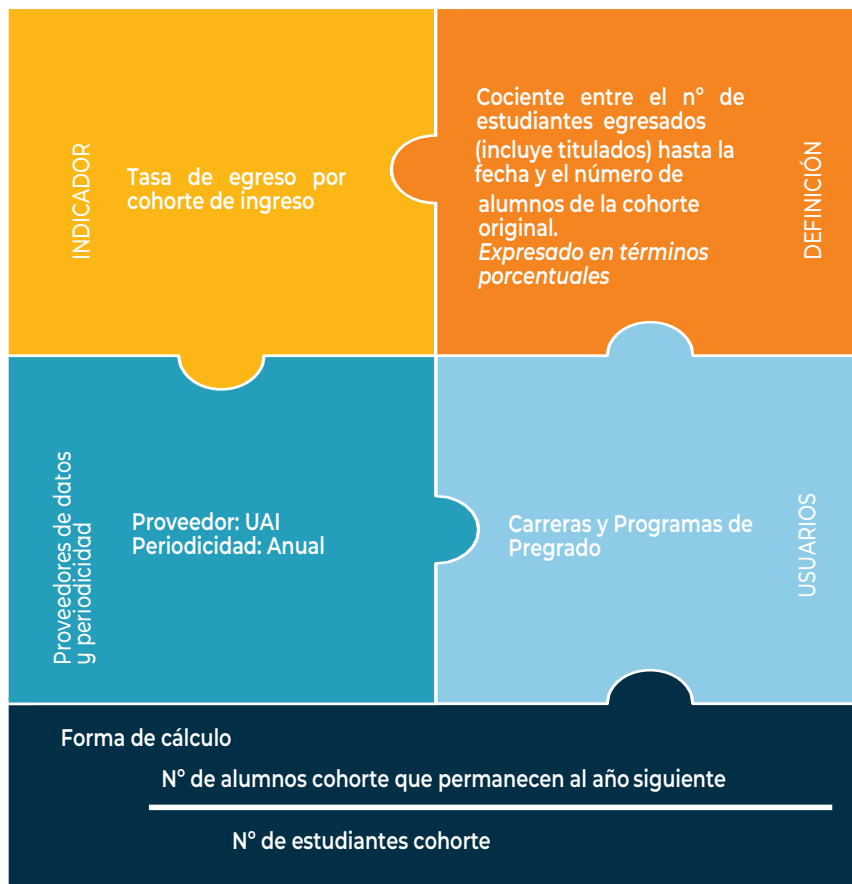 INDICADOR
Tasa de egreso por
cohorte de ingreso
Cociente entre el n° de
estudiantes egresados
(incluye titulados) hasta la
fecha y el número de
alumnos de la cohorte
original.
Expresado en términos
porcentuales
DEFINICIÓN
Proveedores de datos
y periodicidad
Proveedor: UAI
Periodicidad: Anual
Carreras y Programas de
Pregrado
USUARIOS
Forma de cálculo
N° de alumnos cohorte que permanecen al año siguiente
N° de estudiantes cohorte